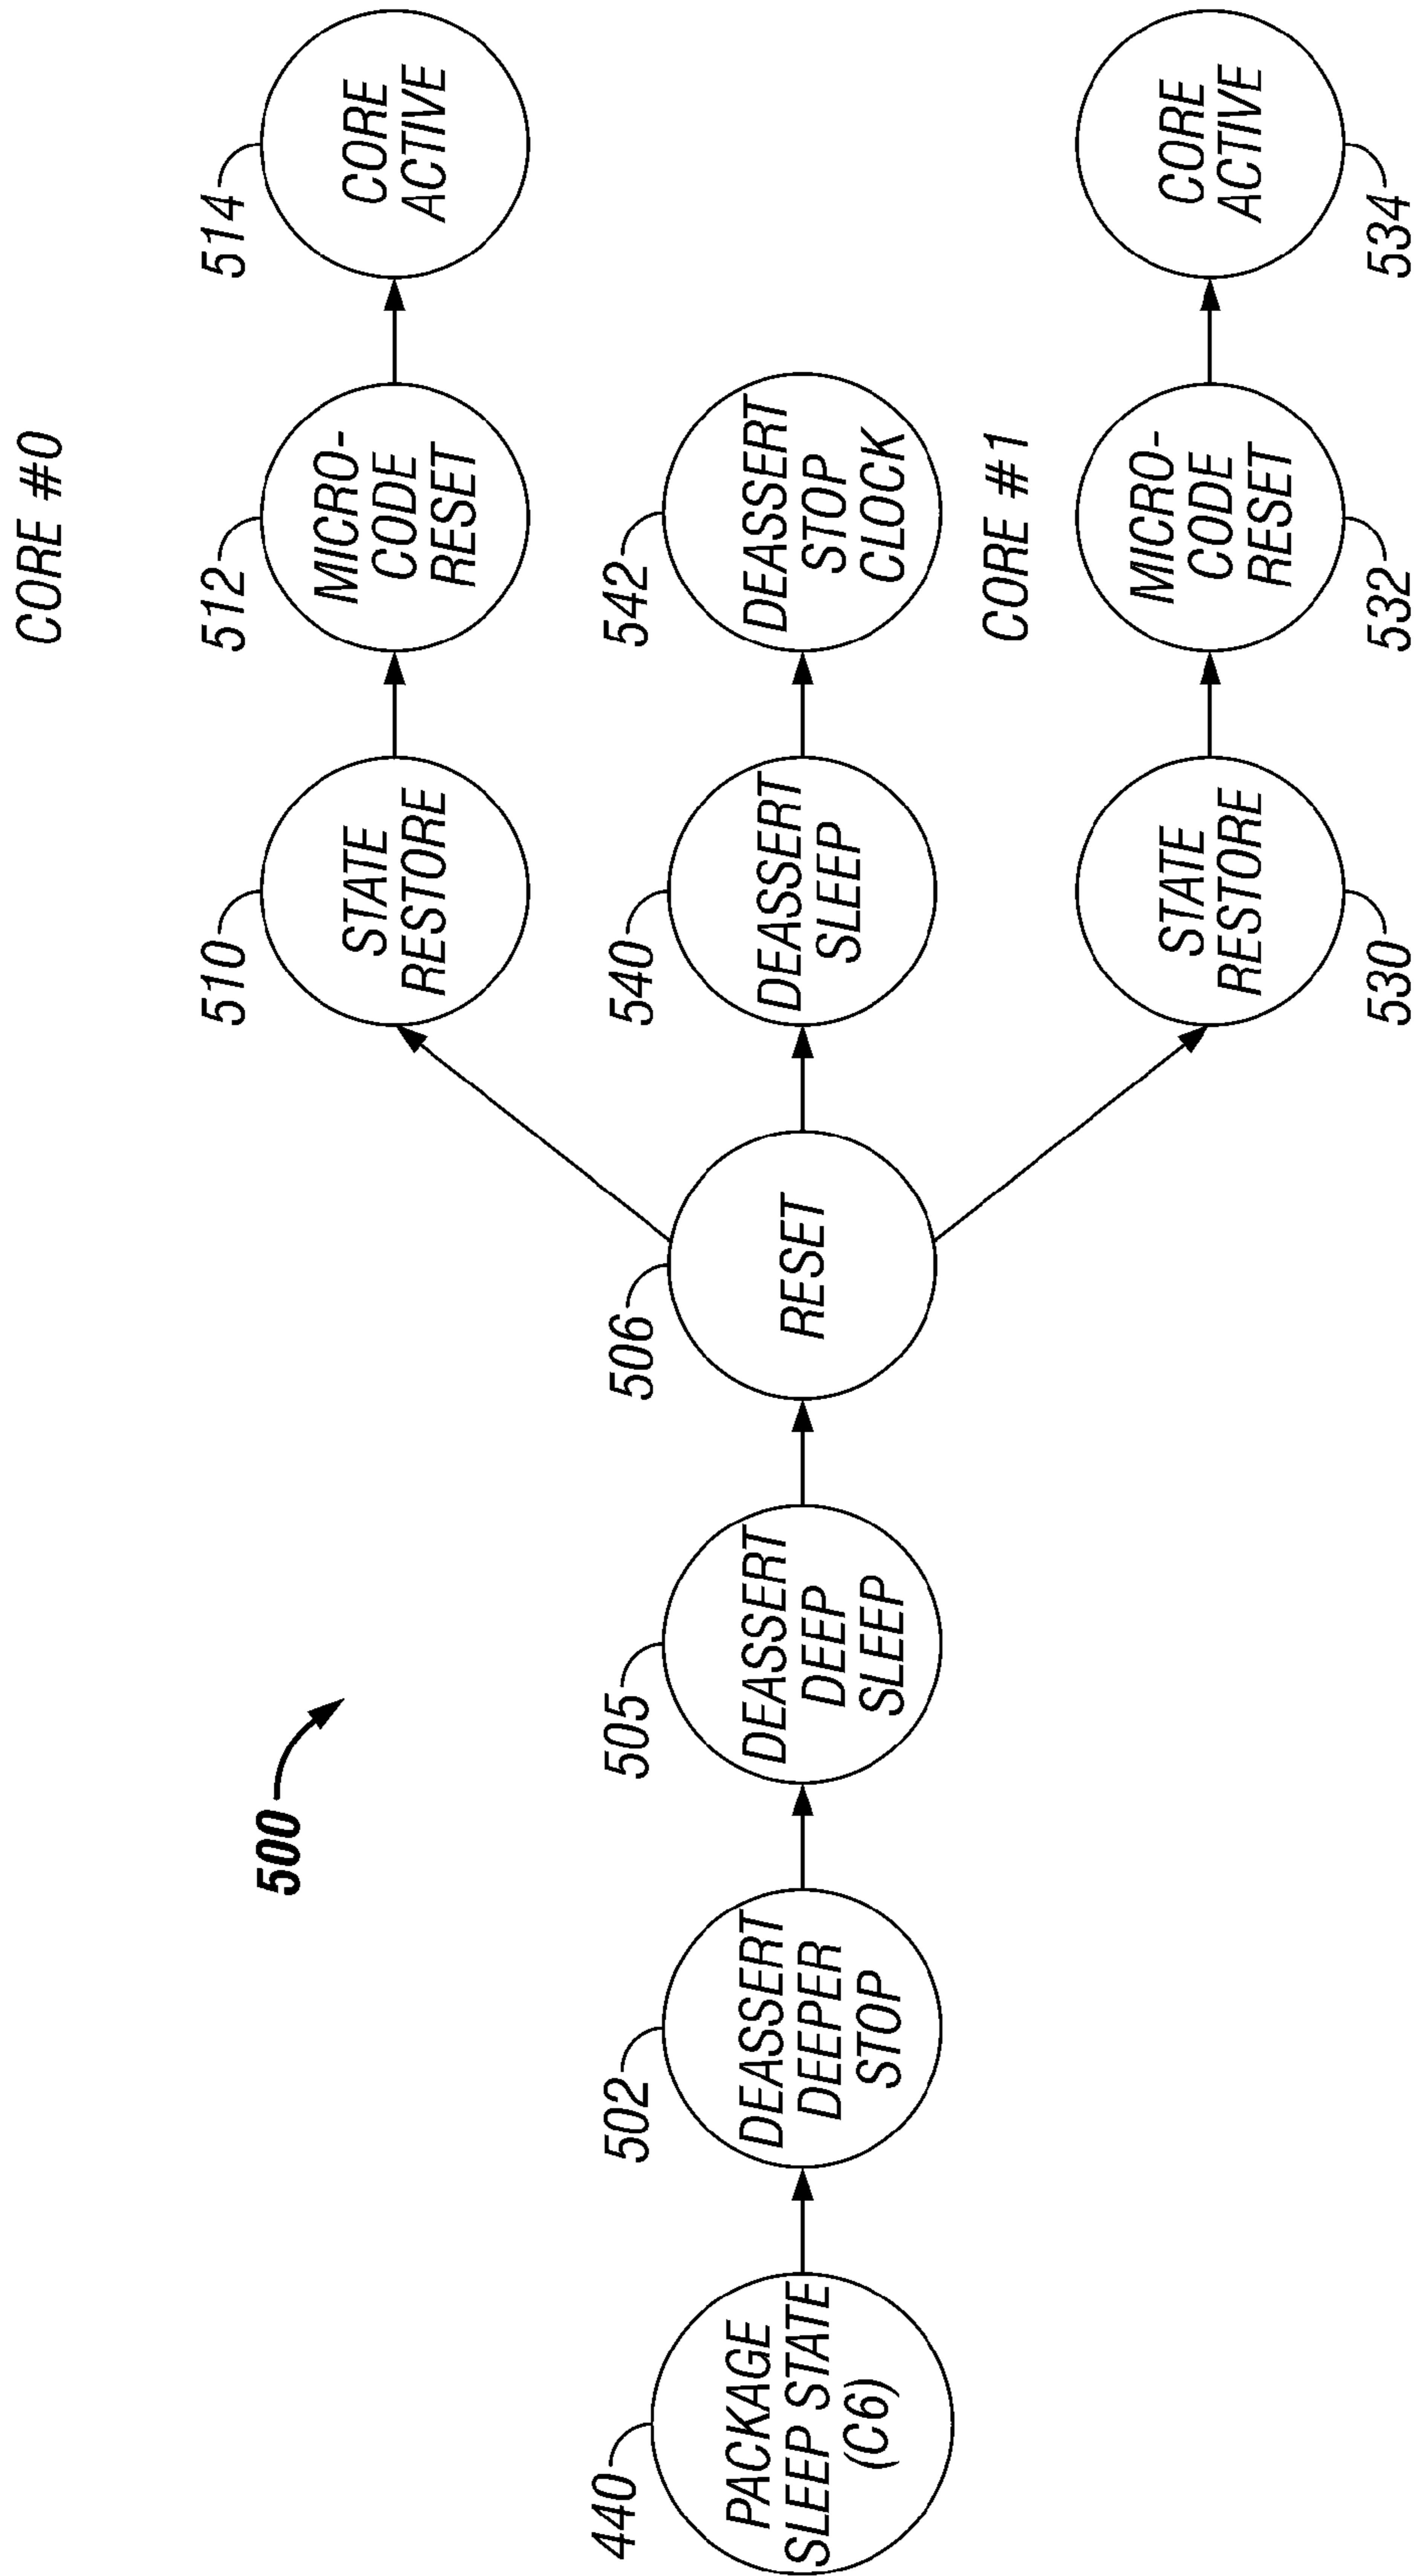 CORE #0
500
510
STATE
RESTORE
512
MICRO-
CODE
RESET
514
CORE
ACTIVE
440
PACKAGE
SLEEP STATE
(C6)
502
DEASSERT
DEEPER
STOP
505
DEASSERT
DEEP
SLEEP
506
RESET
540
DEASSERT
SLEEP
542
DEASSERT
STOP
CLOCK
CORE #1
STATE
RESTORE
530
MICRO-
CODE
RESET
532
CORE
ACTIVE
534